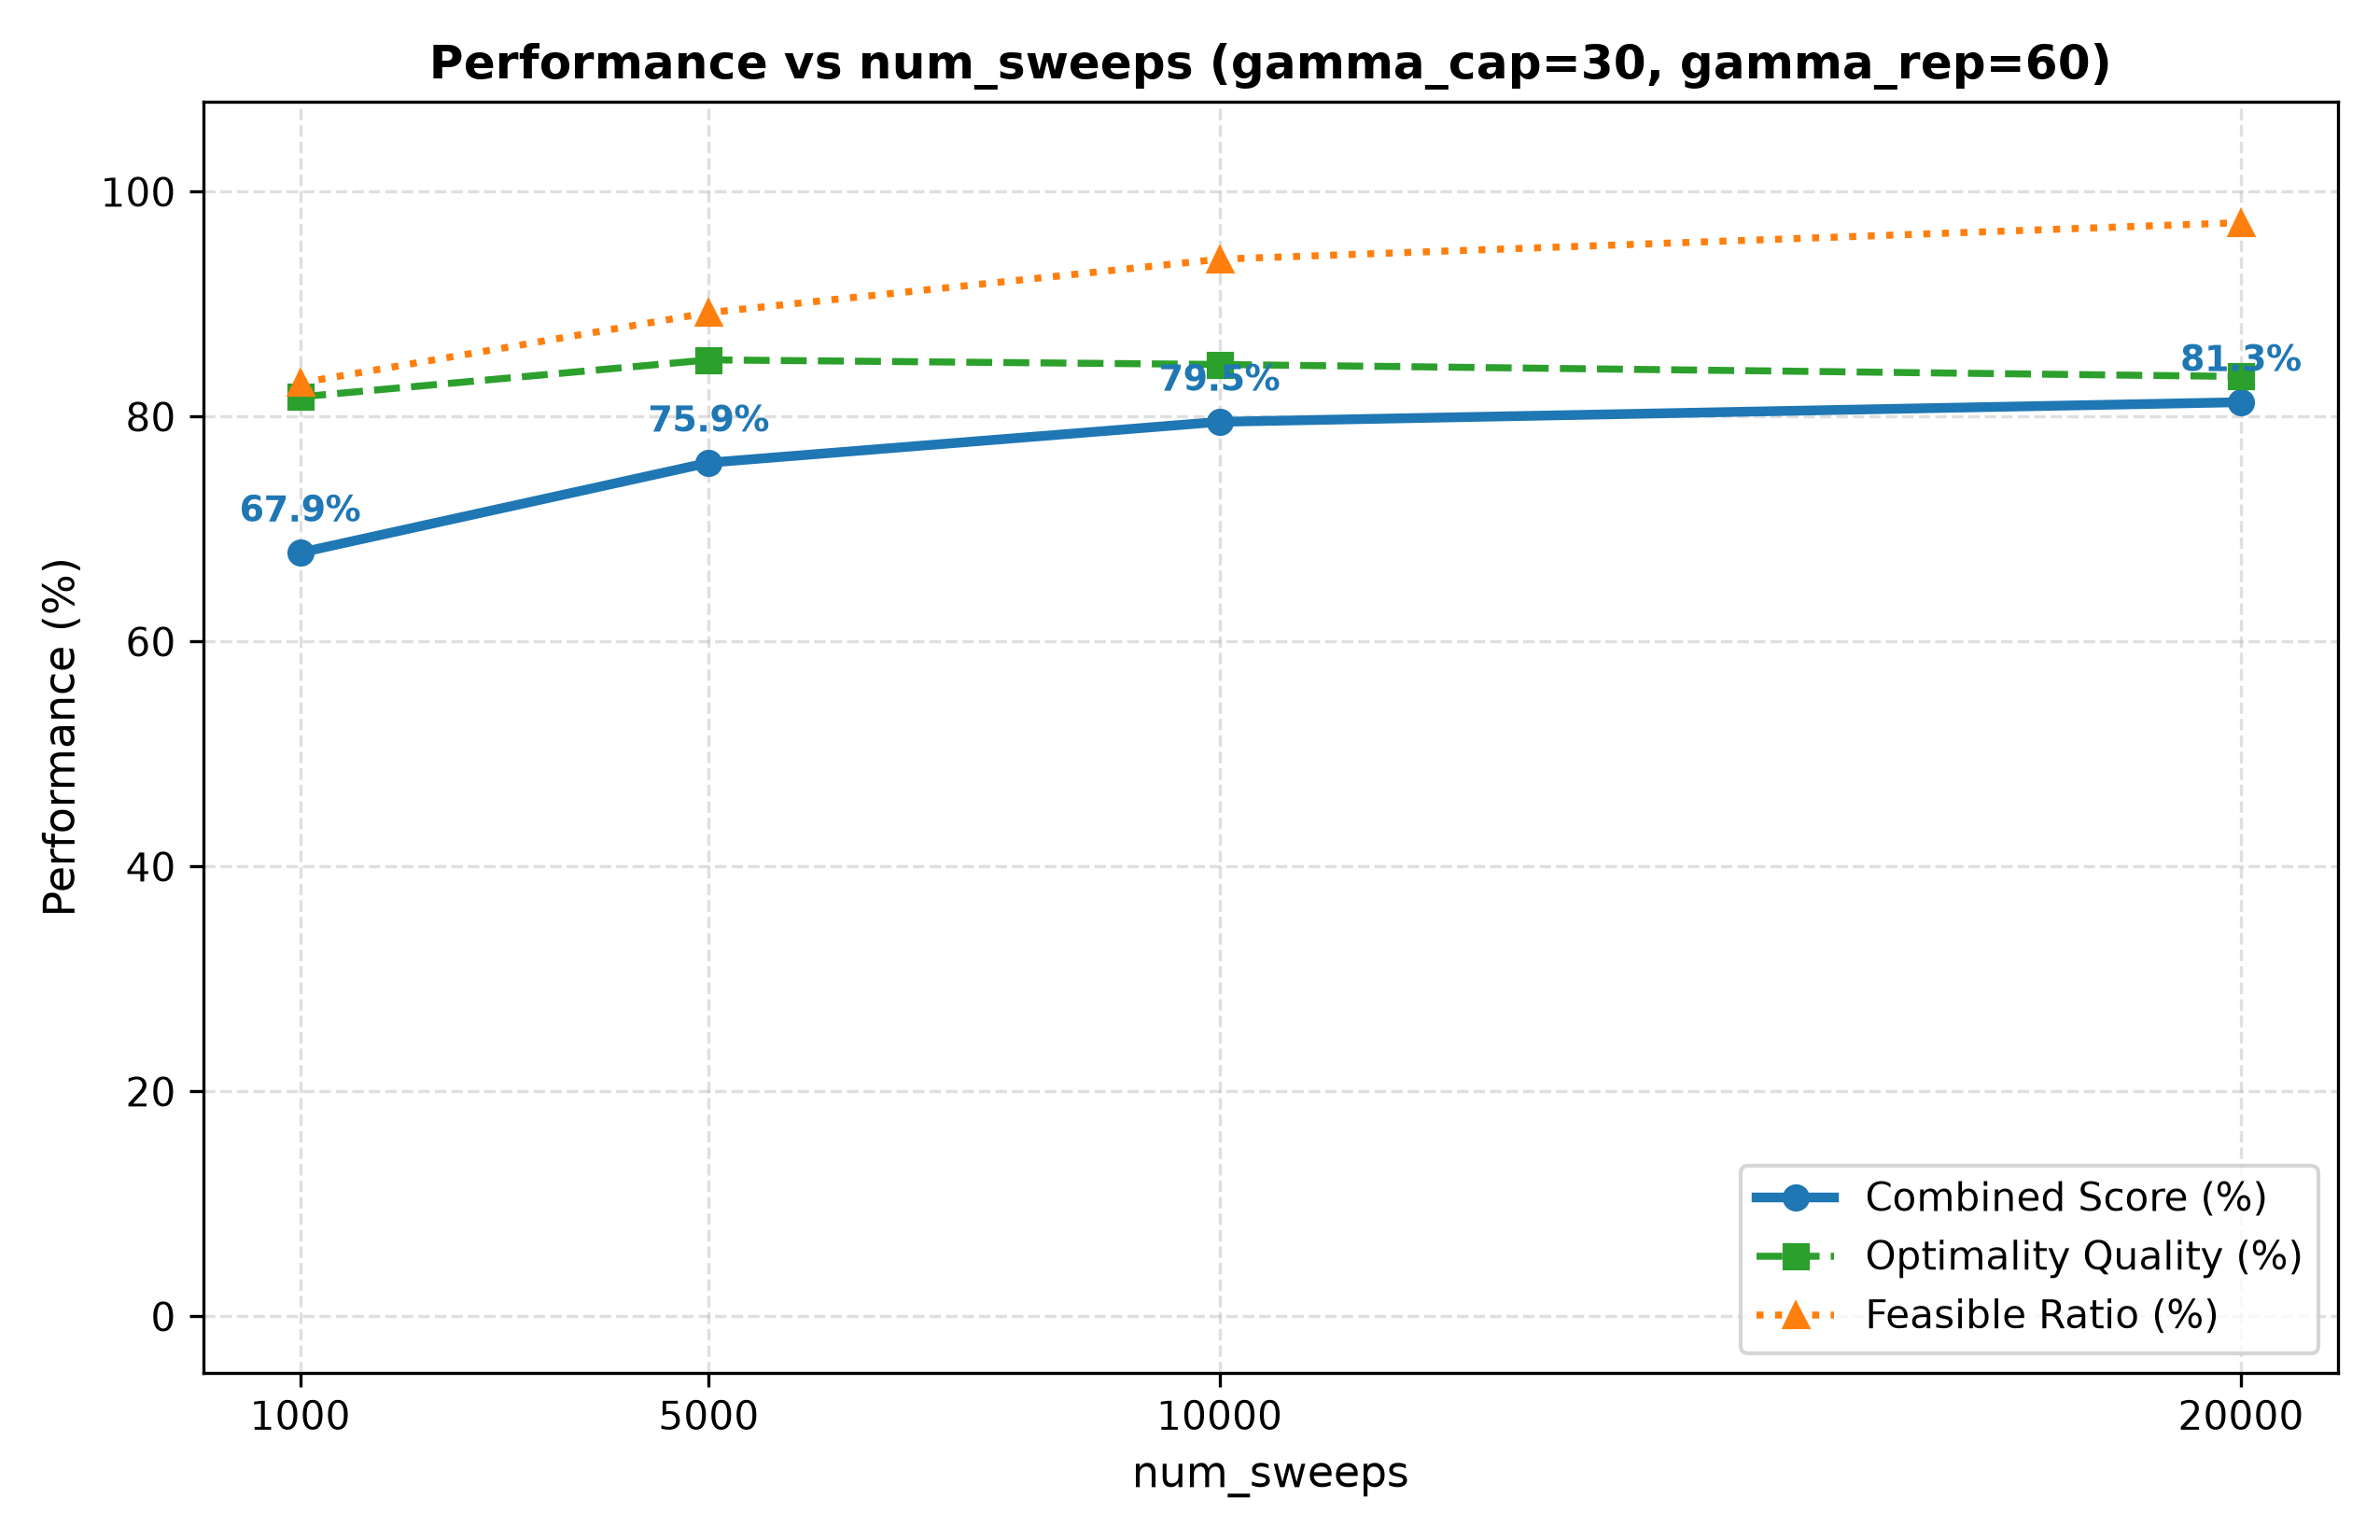 Performance vs num_sweeps (gamma_cap=30, gamma_rep=60)
Performance (%)
100
80
60
40
20
0
67.9%
75.9%
79.5%
81.3%
Combined Score (%)
Optimality Quality (%)
Feasible Ratio (%)
1000 5000 10000 20000
num_sweeps